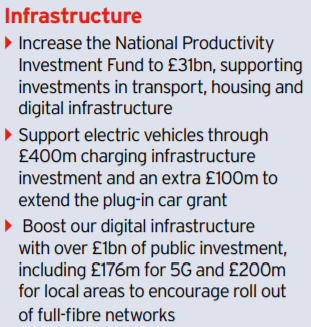 Infrastructure
Increase the National Productivity
Investment Fund to £31bn, supporting
investments in transport, housing and
digital infrastructure
Support electric vehicles through
£400m charging infrastructure
investment and an extra £100m to
extend the plug-in car grant
Boost our digital infrastructure
with over £1bn of public investment,
including £176m for 5G and £200m
for local areas to encourage roll out
of full-fibre networks